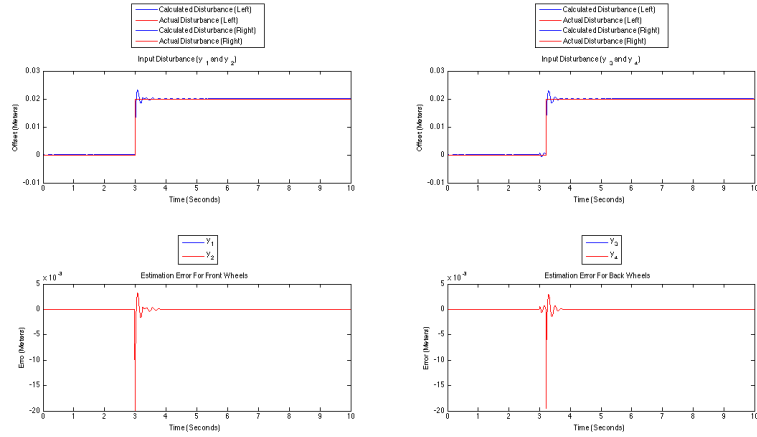 Calculated Disturbance (Left)
Actual Disturbance (Left)
Calculated Disturbance (Right)
Actual Disturbance (Right)
Input Disturbance (y 1 and y 2)
0.03
0.02
0.01
0
-0.01
Offset (Meters)
0 1 2 3 4 5 6 7 8 9 10
Time (Seconds)
Calculated Disturbance (Left)
Actual Disturbance (Left)
Calculated Disturbance (Right)
Actual Disturbance (Right)
Input Disturbance (y 3 and y 4)
0.03
0.02
0.01
0
-0.01
Offset (Meters)
0 1 2 3 4 5 6 7 8 9 10
Time (Seconds)
y1
y2
Estimation Error For Front Wheels
x 10-3
5
0
-5
-10
-15
-20
Erro (Meters)
0 1 2 3 4 5 6 7 8 9 10
Time (Seconds)
y3
y4
Estimation Error For Back Wheels
x 10-3
5
0
-5
-10
-15
-20
Error (Meters)
0 1 2 3 4 5 6 7 8 9 10
Time (Seconds)